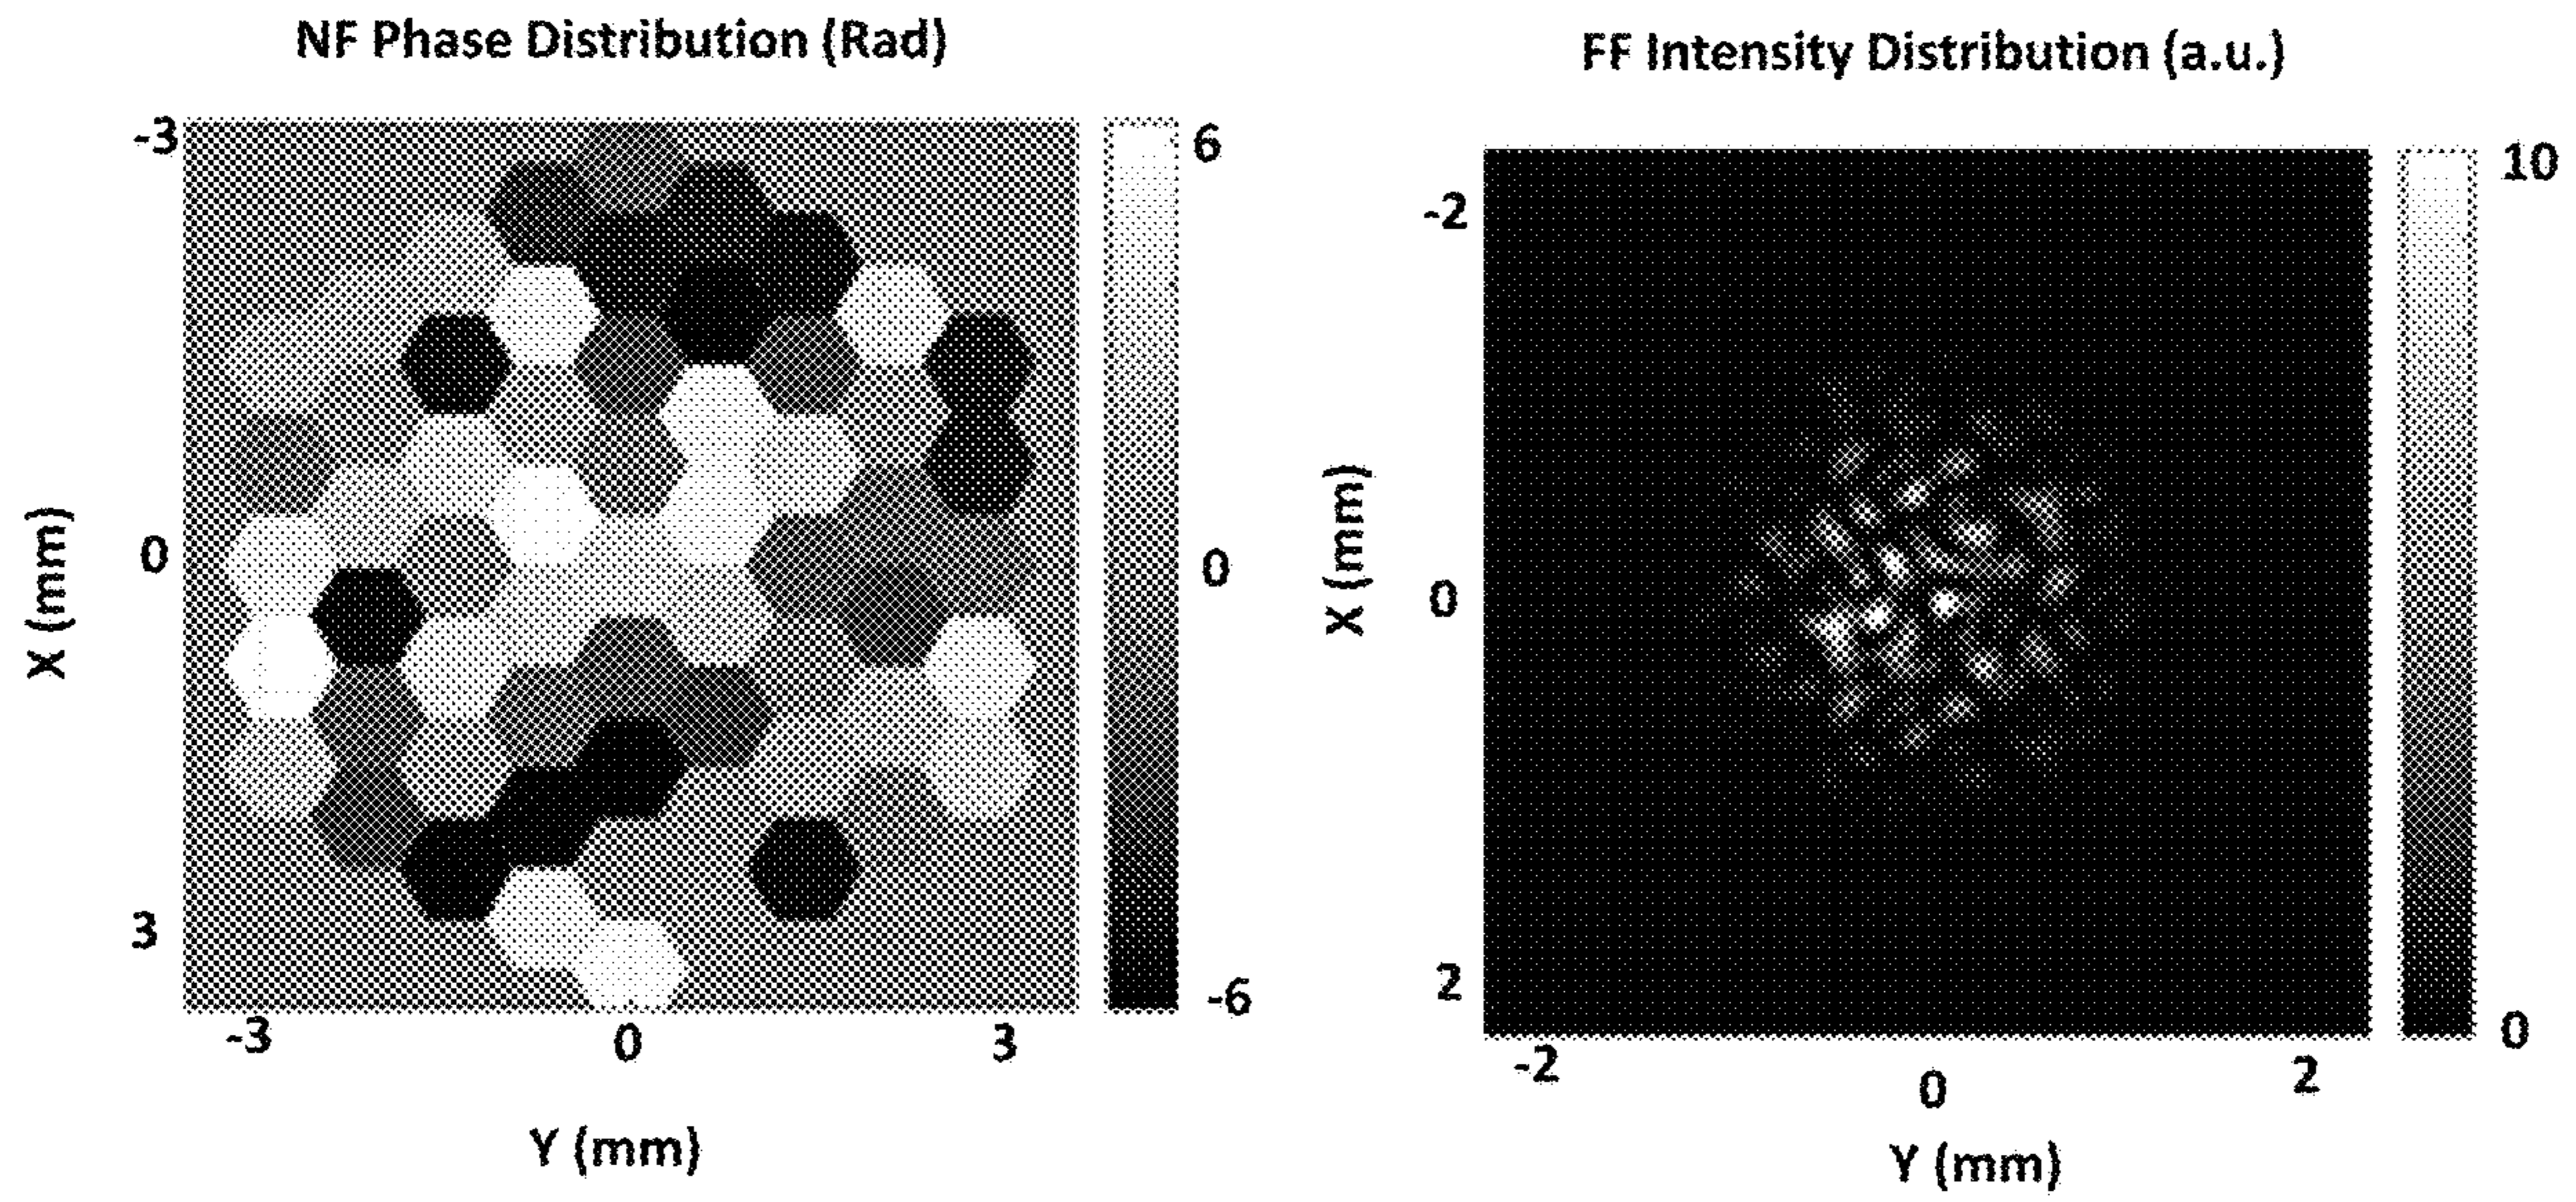 NF Phase Distribution (Rad)
-3
0
3
X (mm)
-3
0
3
Y (mm)
6
0
-6
FF Intensity Distribution (a.u.)
-2
0
2
X (mm)
-2
0
2
Y (mm)
10
0